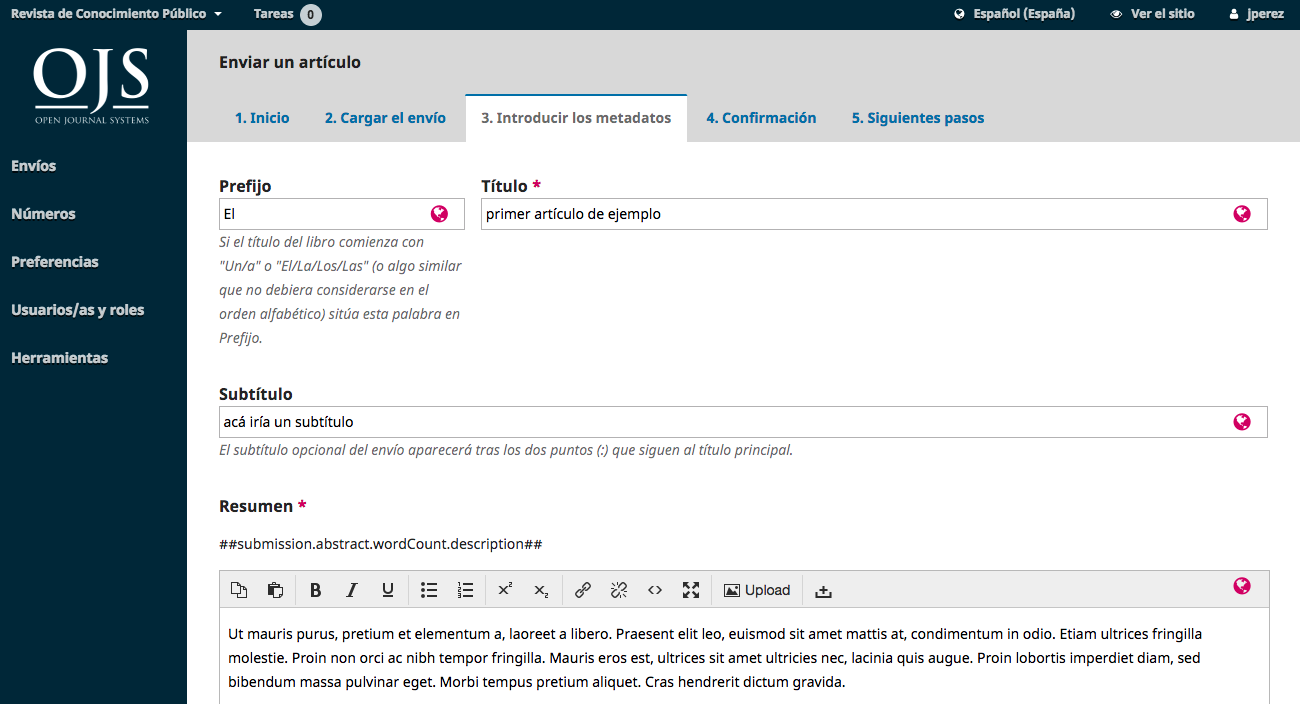 Revista de Conocimiento Público Tareas 0 Español (España) Ver el sitio jperez
OJS
OPEN JOURNAL SYSTEMS
Envíos
Números
Preferencias
Usuarios/as y roles
Herramientas
Enviar un artículo
1. Inicio 2. Cargar el envío 3. Introducir los metadatos 4. Confirmación 5. Siguientes pasos
Prefijo Título *
El primer artículo de ejemplo
Si el título del libro comienza con
"Un/a" o "El/La/Los/Las" (o algo similar
que no debiera considerarse en el
orden alfabético) sitúa esta palabra en
Prefijo.
Subtítulo
acá iría un subtítulo
El subtítulo opcional del envío aparecerá tras los dos puntos (:) que siguen al título principal.
Resumen *
##submission.abstract.wordCount.description##
B I U x² x₂ <> Upload
Ut mauris purus, pretium et elementum a, laoreet a libero. Praesent elit leo, euismod sit amet mattis at, condimentum in odio. Etiam ultrices fringilla
molestie. Proin non orci ac nibh tempor fringilla. Mauris eros est, ultrices sit amet ultricies nec, lacinia quis augue. Proin lobortis imperdiet diam, sed
bibendum massa pulvinar eget. Morbi tempus pretium aliquet. Cras hendrerit dictum gravida.